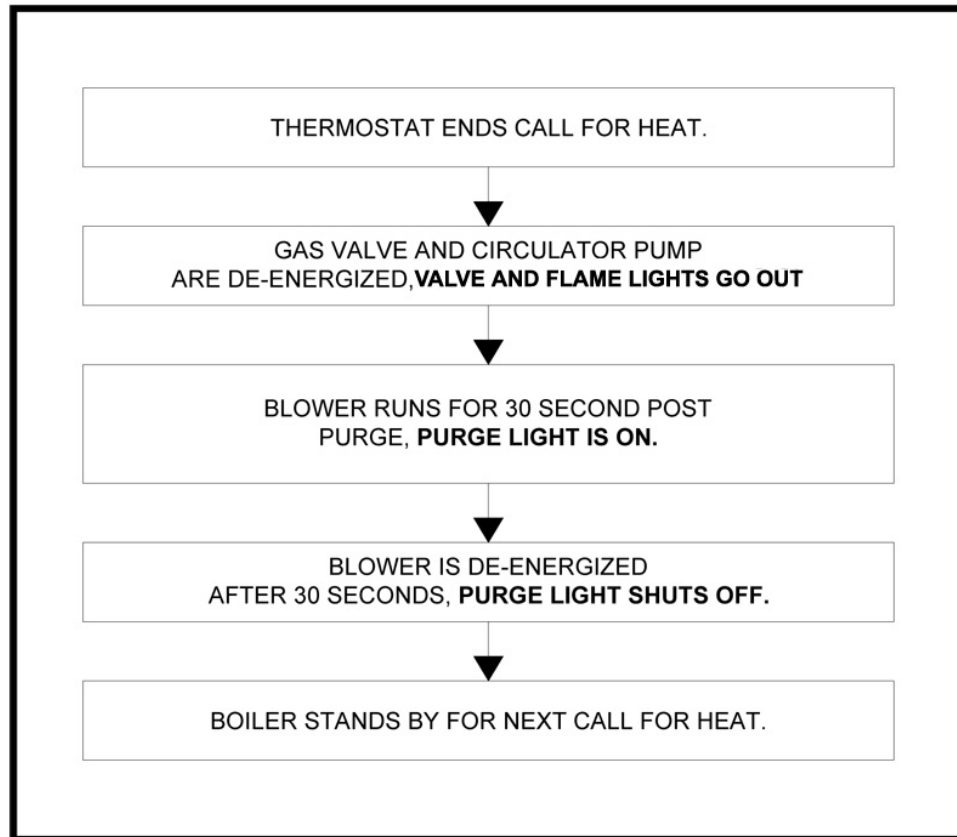 THERMOSTAT ENDS CALL FOR HEAT.
GAS VALVE AND CIRCULATOR PUMP
ARE DE-ENERGIZED,VALVE AND FLAME LIGHTS GO OUT
BLOWER RUNS FOR 30 SECOND POST
PURGE, PURGE LIGHT IS ON.
BLOWER IS DE-ENERGIZED
AFTER 30 SECONDS, PURGE LIGHT SHUTS OFF.
BOILER STANDS BY FOR NEXT CALL FOR HEAT.